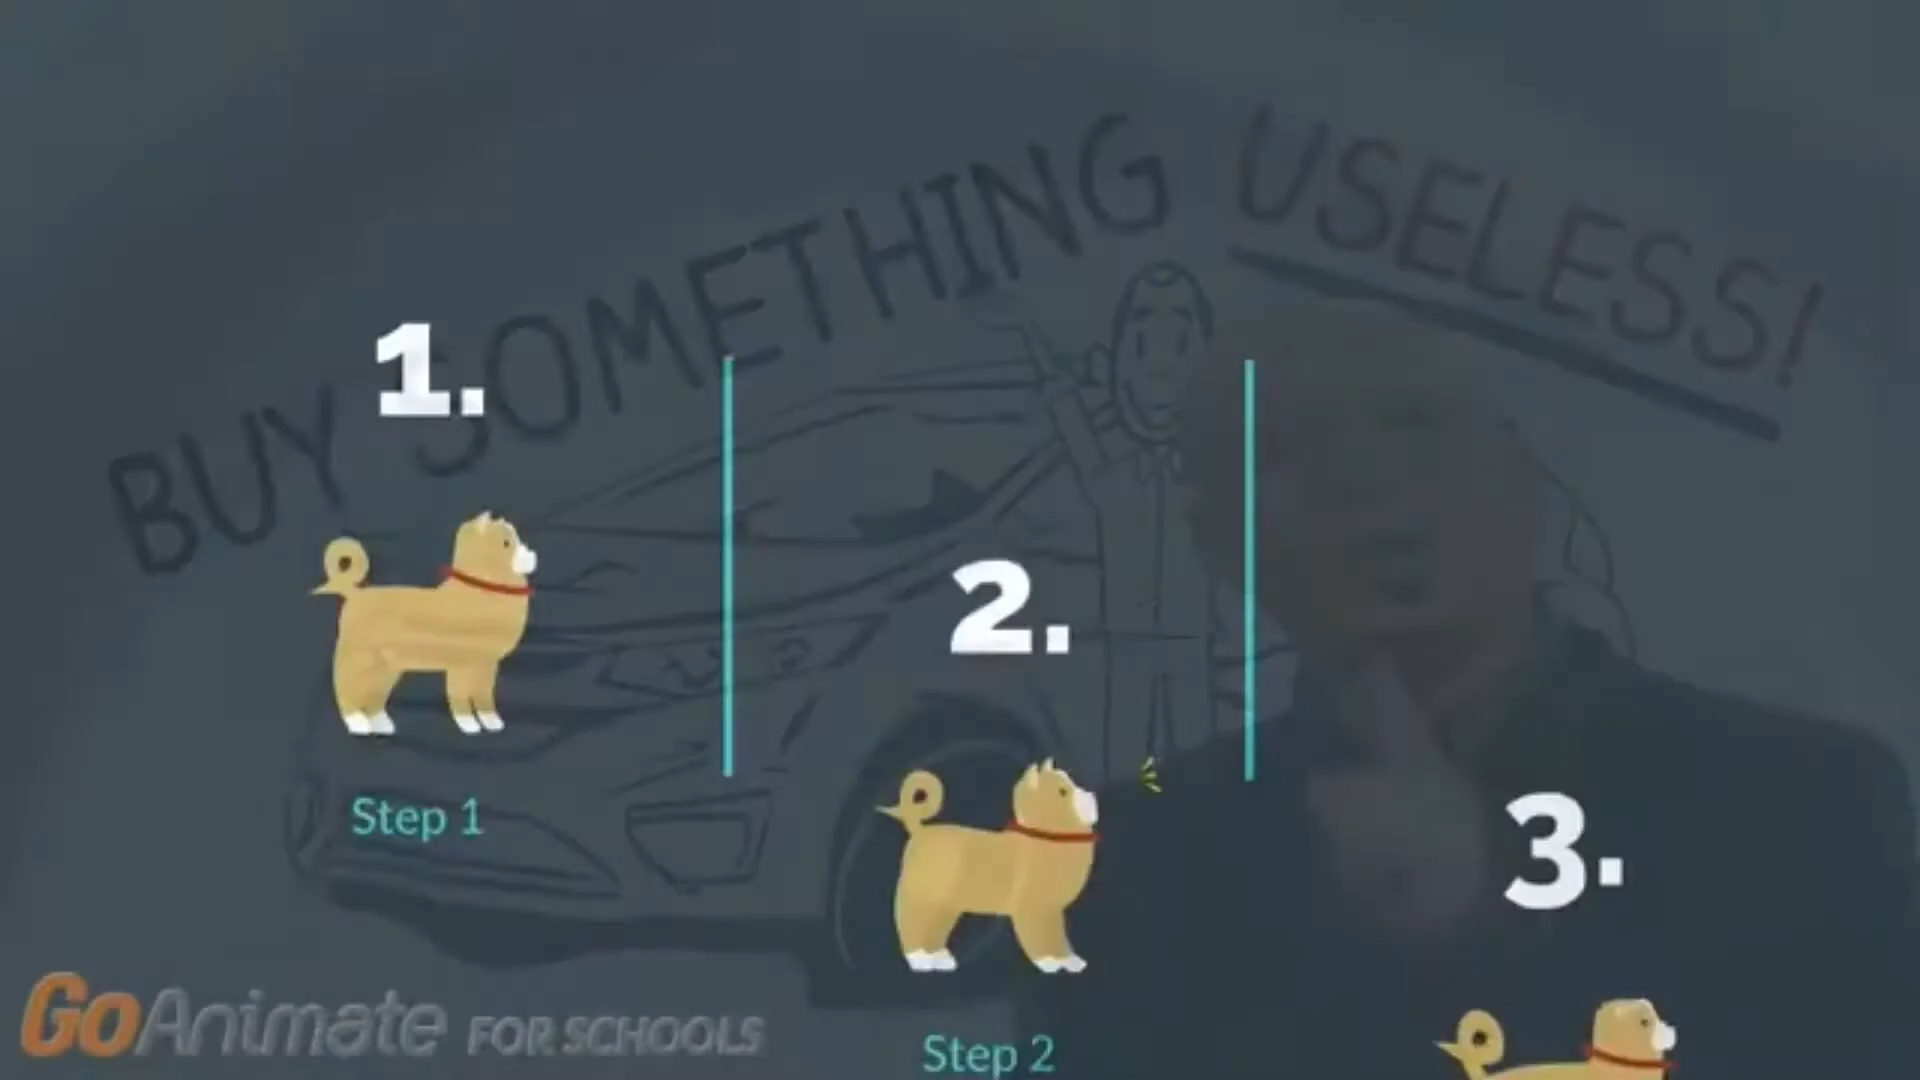 BUY SOMETHING USELESS!
1.
2.
3.
Step 1
Step 2
GoAnimate FOR SCHOOLS